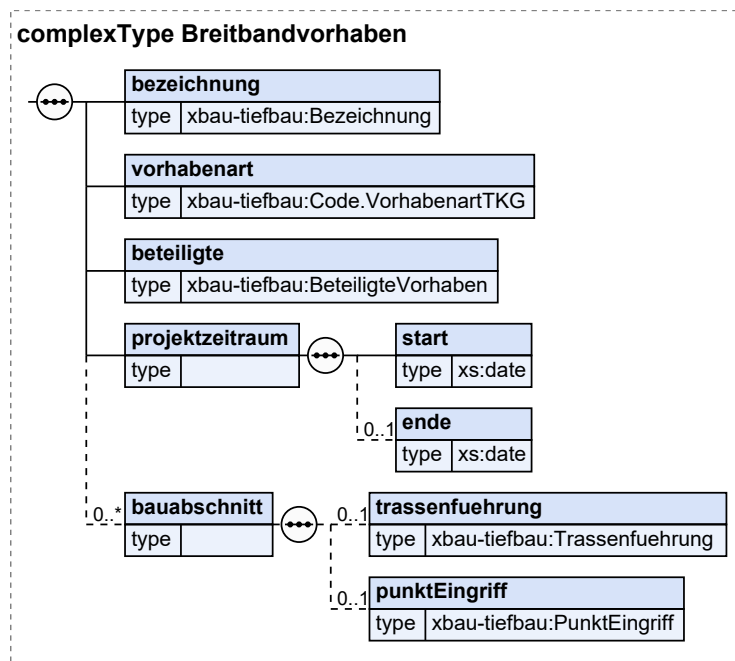 complexType Breitbandvorhaben
bezeichnung
type xbau-tiefbau:Bezeichnung
vorhabenart
type xbau-tiefbau:Code.VorhabenartTKG
beteiligte
type xbau-tiefbau:BeteiligteVorhaben
projektzeitraum
type
start
type xs:date
0..1
ende
type xs:date
0..*
bauabschnitt
type
0..1
trassenfuehrung
type xbau-tiefbau:Trassenfuehrung
0..1
punktEingriff
type xbau-tiefbau:PunktEingriff